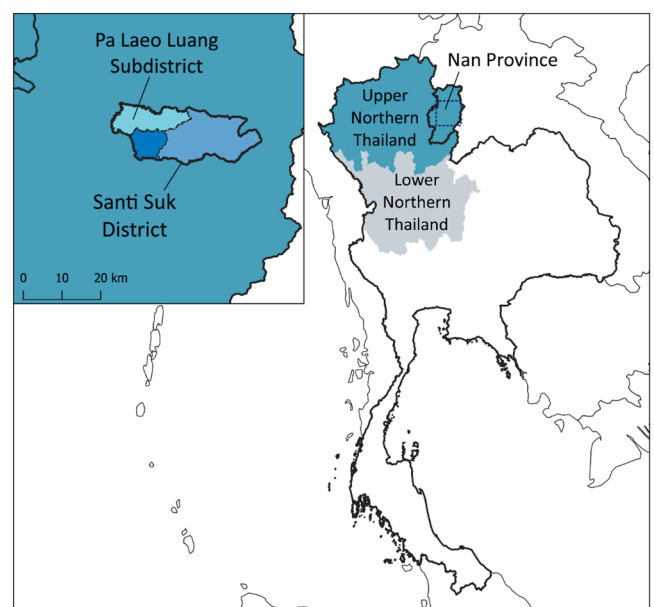 Pa Laeo Luang
Subdistrict
Santi Suk
District
0 10 20 km
Nan Province
Upper
Northern
Thailand
Lower
Northern
Thailand